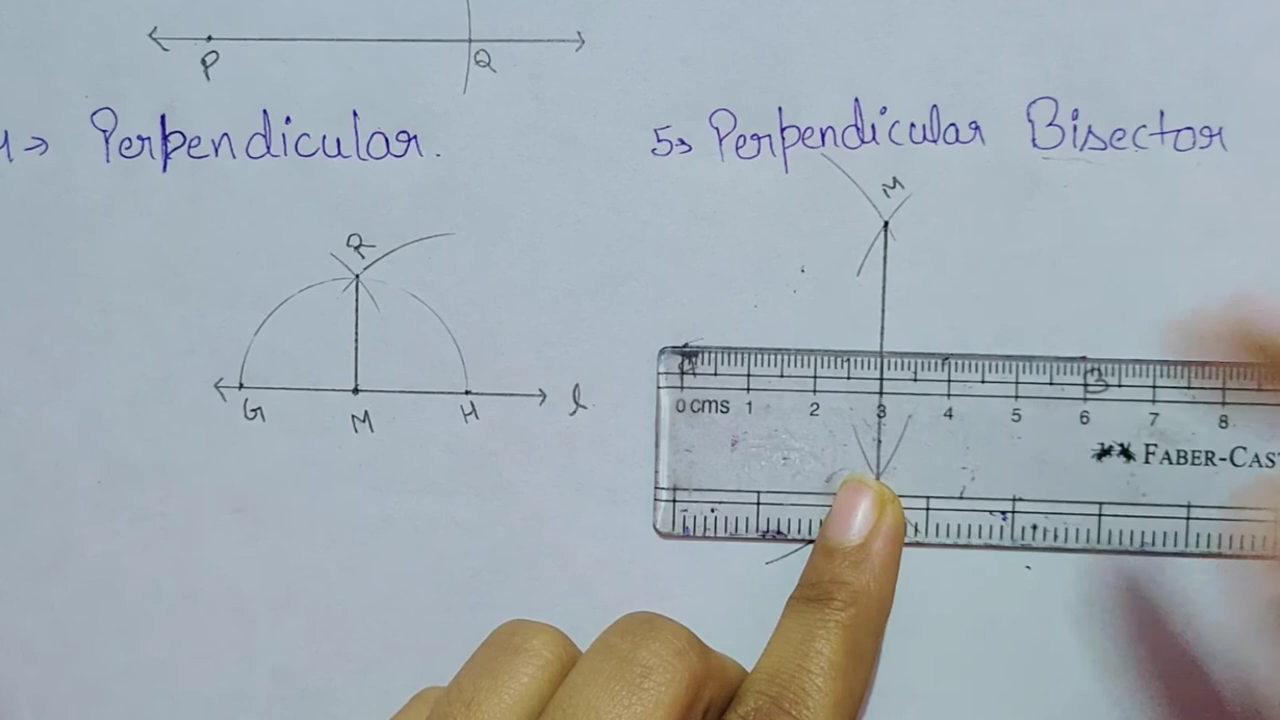 P Q
4→ Perpendicular.
5→ Perpendicular Bisector
M
R
G M H l
A B
0 cms 1 2 3 4 5 6 7 8
FABER-CAS